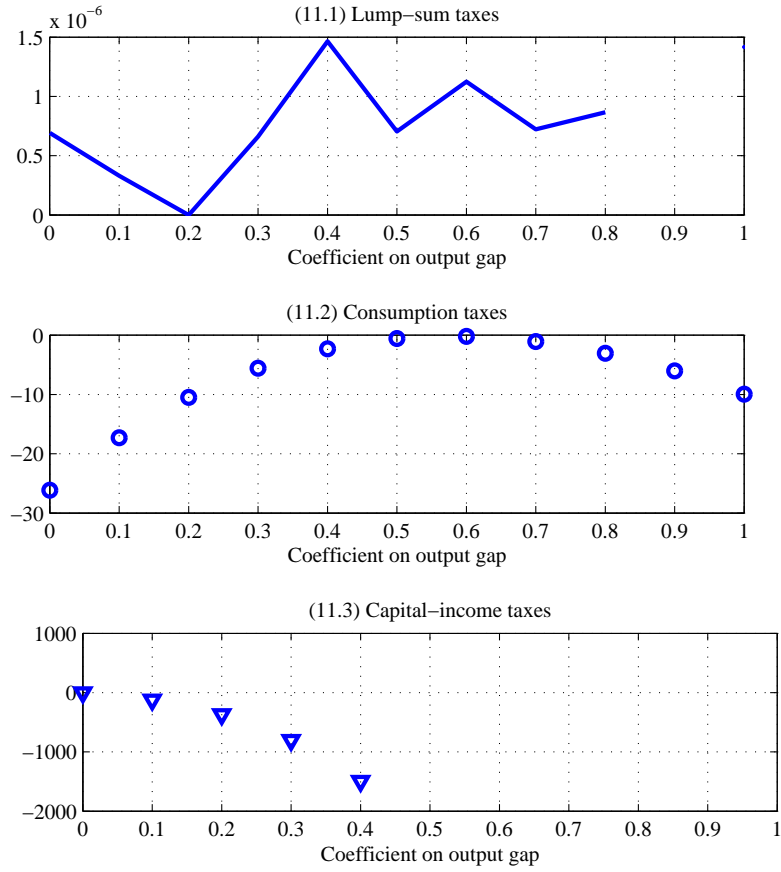 x 10⁻⁶
(11.1) Lump−sum taxes
1.5
1
0.5
0
0 0.1 0.2 0.3 0.4 0.5 0.6 0.7 0.8 0.9 1
Coefficient on output gap
(11.2) Consumption taxes
0
−10
−20
−30
0 0.1 0.2 0.3 0.4 0.5 0.6 0.7 0.8 0.9 1
Coefficient on output gap
(11.3) Capital−income taxes
1000
0
−1000
−2000
0 0.1 0.2 0.3 0.4 0.5 0.6 0.7 0.8 0.9 1
Coefficient on output gap